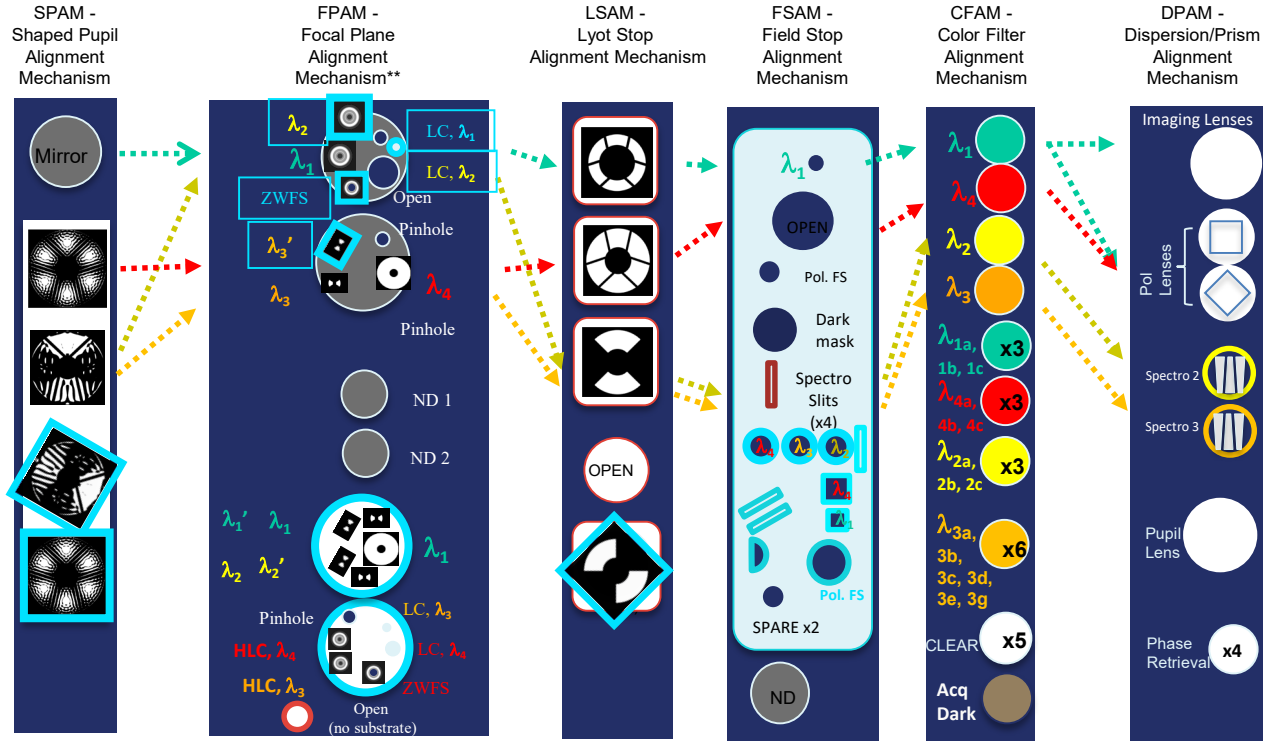 SPAM -
Shaped Pupil
Alignment
Mechanism
FPAM -
Focal Plane
Alignment
Mechanism**
LSAM -
Lyot Stop
Alignment Mechanism
FSAM -
Field Stop
Alignment
Mechanism
CFAM -
Color Filter
Alignment
Mechanism
DPAM -
Dispersion/Prism
Alignment
Mechanism
Mirror
λ2
LC, λ1
λ1
LC, λ2
ZWFS
Open
Pinhole
λ3'
λ3
λ4
Pinhole
ND 1
ND 2
λ1'
λ1
λ1
λ2
λ2'
Pinhole
LC, λ3
HLC, λ4
LC, λ4
HLC, λ3
ZWFS
Open
(no substrate)
OPEN
λ1
OPEN
Pol. FS
Dark
mask
Spectro
Slits
(x4)
λ4
λ3
λ2
λ4
λ1
Pol. FS
SPARE x2
ND
λ1
λ4
λ2
λ3
λ1a,
1b, 1c
x3
λ4a,
4b, 4c
x3
λ2a,
2b, 2c
x3
λ3a,
3b,
3c, 3d,
3e, 3g
x6
CLEAR
x5
Acq
Dark
Imaging Lenses
Pol
Lenses
Spectro 2
Spectro 3
Pupil
Lens
Phase
Retrieval
x4